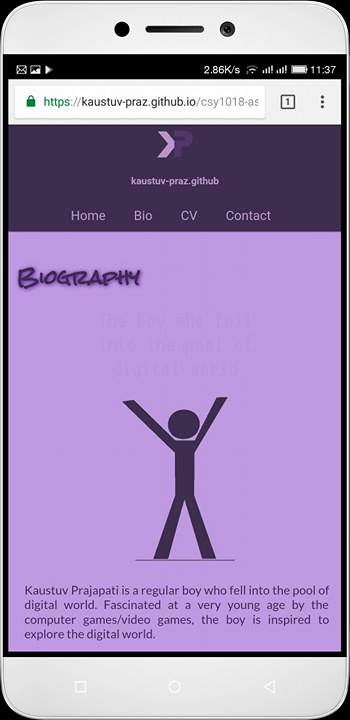 2.86K/s 11:37
https://kaustuv-praz.github.io/csy1018-as
1
KP
kaustuv-praz.github
Home Bio CV Contact
Biography
The boy who fell
into the pool of
digital world
Kaustuv Prajapati is a regular boy who fell into the pool of
digital world. Fascinated at a very young age by the
computer games/video games, the boy is inspired to
explore the digital world.